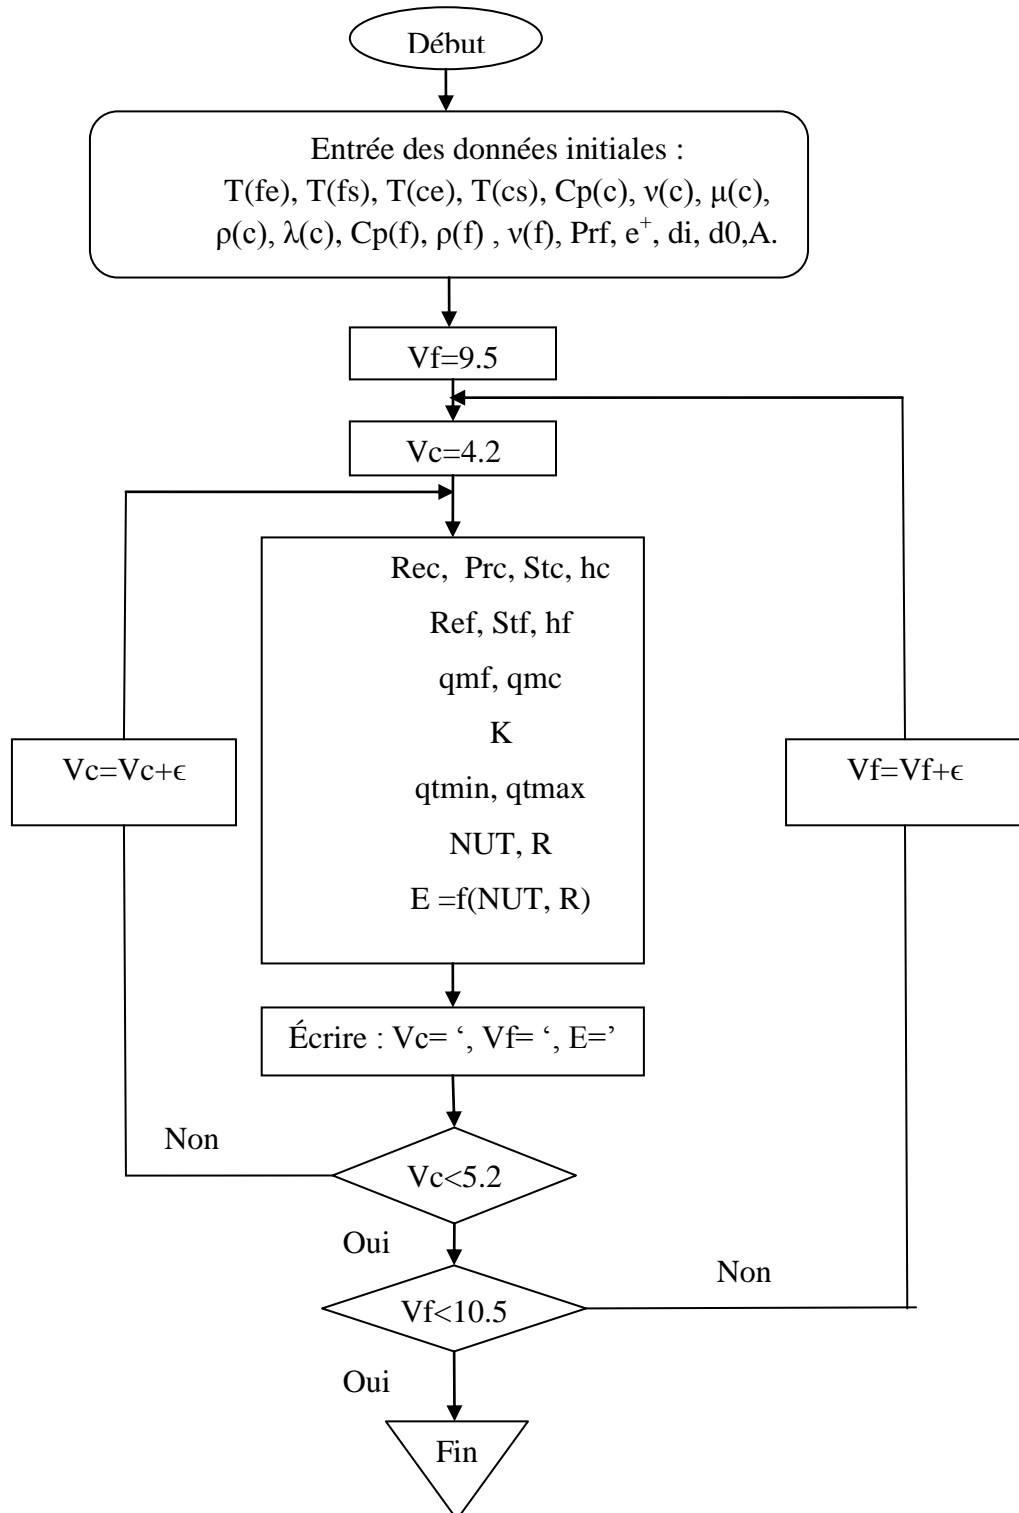 Début
Entrée des données initiales :
T(fe), T(fs), T(ce), T(cs), Cp(c), ν(c), μ(c),
ρ(c), λ(c), Cp(f), ρ(f) , ν(f), Prf, e⁺, di, d0,A.
Vf=9.5
Vc=4.2
Rec, Prc, Stc, hc
Ref, Stf, hf
qmf, qmc
K
Vc=Vc+ϵ
Vf=Vf+ϵ
qtmin, qtmax
NUT, R
E =f(NUT, R)
Écrire : Vc= ‘, Vf= ‘, E=’
Non
Vc<5.2
Oui
Non
Vf<10.5
Oui
Fin